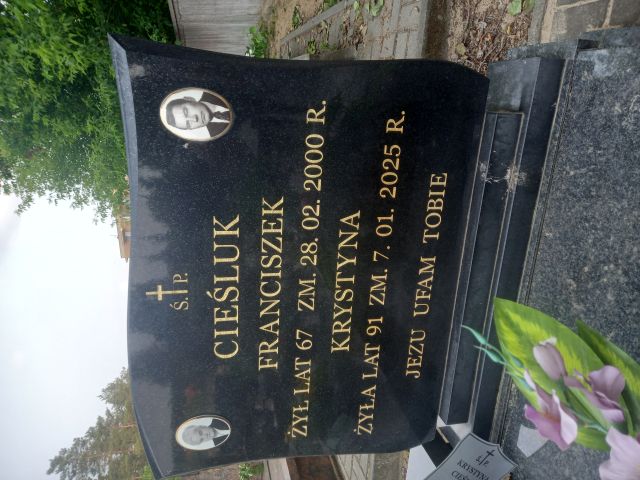 Ś.†P.
CIEŚLUK
FRANCISZEK
ŻYŁ LAT 67 ZM. 28. 02. 2000 R.
KRYSTYNA
ŻYŁA LAT 91 ZM. 7. 01. 2025 R.
JEZU UFAM TOBIE
Ś.†P.
KRYSTYNA